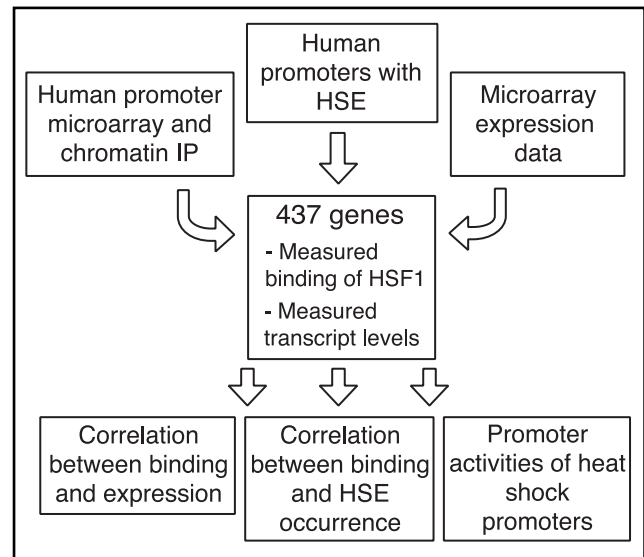 Human promoter
microarray and
chromatin IP
Human
promoters with
HSE
Microarray
expression
data
437 genes
- Measured
binding of HSF1
- Measured
transcript levels
Correlation
between binding
and expression
Correlation
between binding
and HSE
occurrence
Promoter
activities of heat
shock
promoters